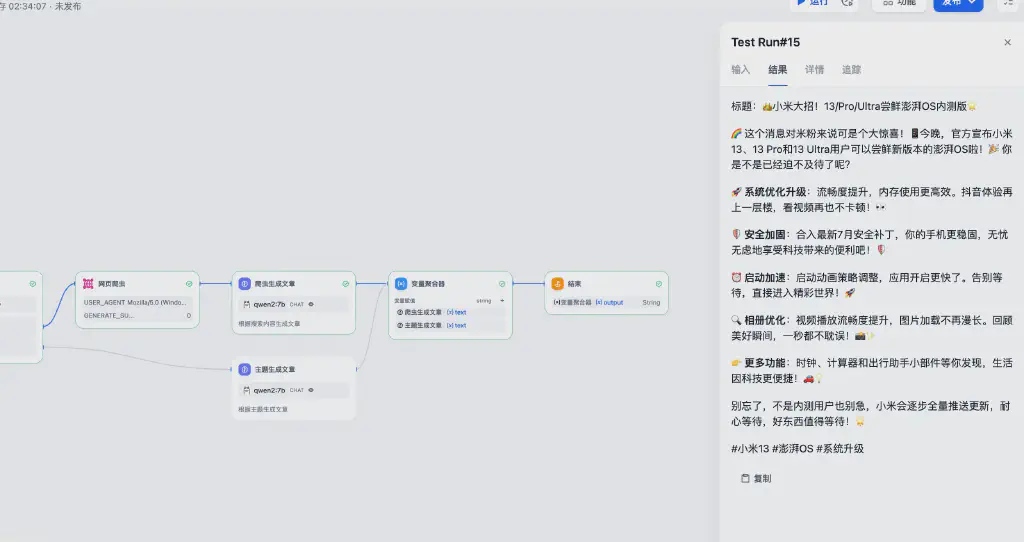 存 02:34:07 · 未发布
运行
功能
发布
Test Run#15
输入 结果 详情 追踪
标题：👑小米大招！13/Pro/Ultra尝鲜澎湃OS内测版🌟
🌈 这个消息对米粉来说可是个大惊喜！📱今晚，官方宣布小米
13、13 Pro和13 Ultra用户可以尝鲜新版本的澎湃OS啦！🎉 你
是不是已经迫不及待了呢？
🚀 系统优化升级：流畅度提升，内存使用更高效。抖音体验再
上一层楼，看视频再也不卡顿！👀
🛡️ 安全加固：合入最新7月安全补丁，你的手机更稳固，无忧
无虑地享受科技带来的便利吧！🛡️
⏰ 启动加速：启动动画策略调整，应用开启更快了。告别等
待，直接进入精彩世界！🚀
🔍 相册优化：视频播放流畅度提升，图片加载不再漫长。回顾
美好瞬间，一秒都不耽误！📸✨
👉 更多功能：时钟、计算器和出行助手小部件等你发现，生活
因科技更便捷！🚗💡
别忘了，不是内测用户也别急，小米会逐步全量推送更新，耐
心等待，好东西值得等待！🌟
#小米13 #澎湃OS #系统升级
复制
网页爬虫
USER_AGENT Mozilla/5.0 (Windo...
GENERATE_SU... 0
爬虫生成文章
qwen2:7b CHAT
根据搜索内容生成文章
主题生成文章
qwen2:7b CHAT
根据主题生成文章
变量聚合器
变量赋值 string
爬虫生成文章 {x} text
主题生成文章 {x} text
结果
变量聚合器 {x} output String